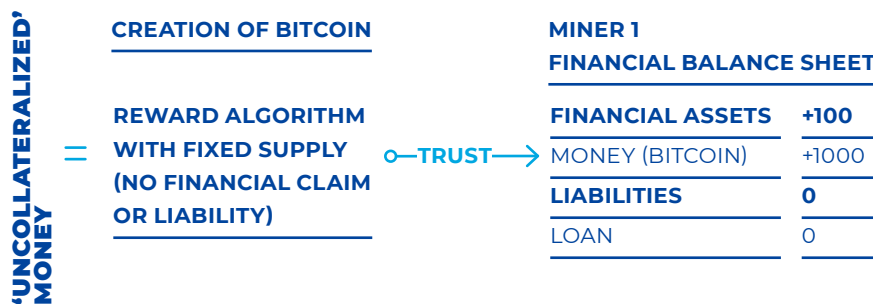 'UNCOLLATERALIZED'
MONEY
=
CREATION OF BITCOIN
REWARD ALGORITHM
WITH FIXED SUPPLY
(NO FINANCIAL CLAIM
OR LIABILITY)
TRUST
MINER 1
FINANCIAL BALANCE SHEET
FINANCIAL ASSETS +100
MONEY (BITCOIN) +1000
LIABILITIES 0
LOAN 0